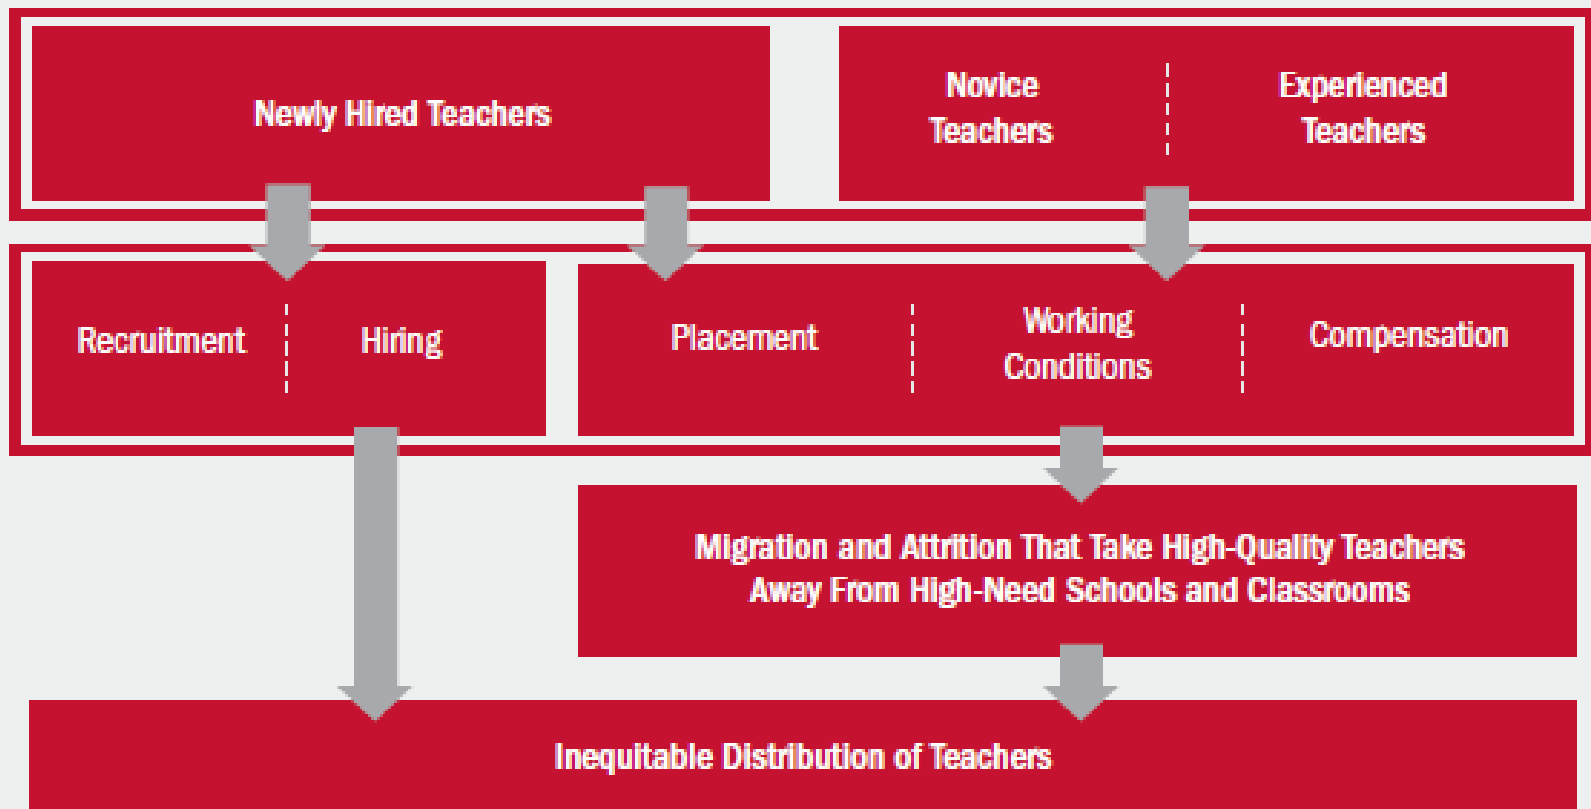 Newly Hired Teachers
Novice
Teachers
Experienced
Teachers
Recruitment
Hiring
Placement
Working
Conditions
Compensation
Migration and Attrition That Take High-Quality Teachers
Away From High-Need Schools and Classrooms
Inequitable Distribution of Teachers